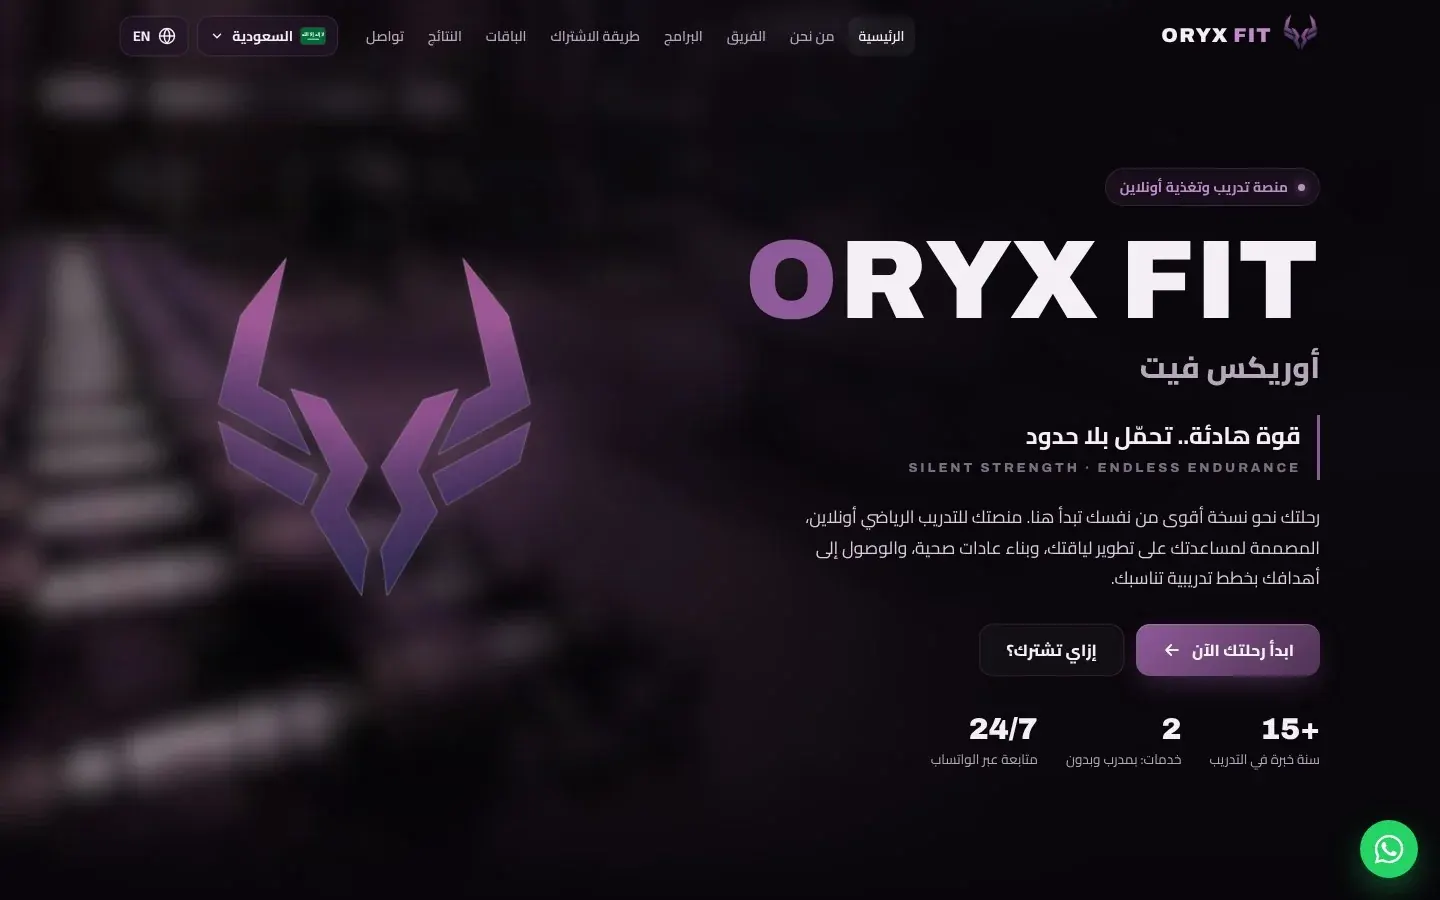 ORYX FIT
الرئيسية
من نحن
الفريق
البرامج
طريقة الاشتراك
الباقات
النتائج
تواصل
السعودية
EN
منصة تدريب وتغذية أونلاين
ORYX FIT
أوريكس فيت
قوة هادئة.. تحمّل بلا حدود
SILENT STRENGTH · ENDLESS ENDURANCE
رحلتك نحو نسخة أقوى من نفسك تبدأ هنا. منصتك للتدريب الرياضي أونلاين،
المصممة لمساعدتك على تطوير لياقتك، وبناء عادات صحية، والوصول إلى
أهدافك بخطط تدريبية تناسبك.
ابدأ رحلتك الآن ←
إزاي تشترك؟
15+
سنة خبرة في التدريب
2
خدمات: بمدرب وبدون
24/7
متابعة عبر الواتساب